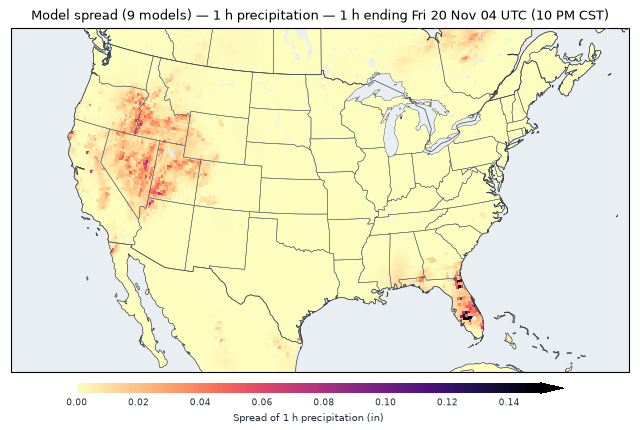 Model spread (9 models) — 1 h precipitation — 1 h ending Fri 20 Nov 04 UTC (10 PM CST)
0.00 0.02 0.04 0.06 0.08 0.10 0.12 0.14
Spread of 1 h precipitation (in)